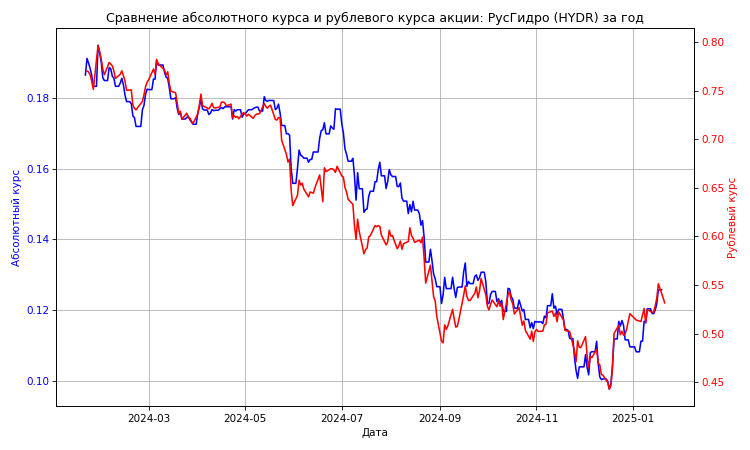 Сравнение абсолютного курса и рублевого курса акции: РусГидро (HYDR) за год
0.18
0.16
0.14
0.12
0.10
Абсолютный курс
0.80
0.75
0.70
0.65
0.60
0.55
0.50
0.45
Рублевый курс
2024-03 2024-05 2024-07 2024-09 2024-11 2025-01
Дата